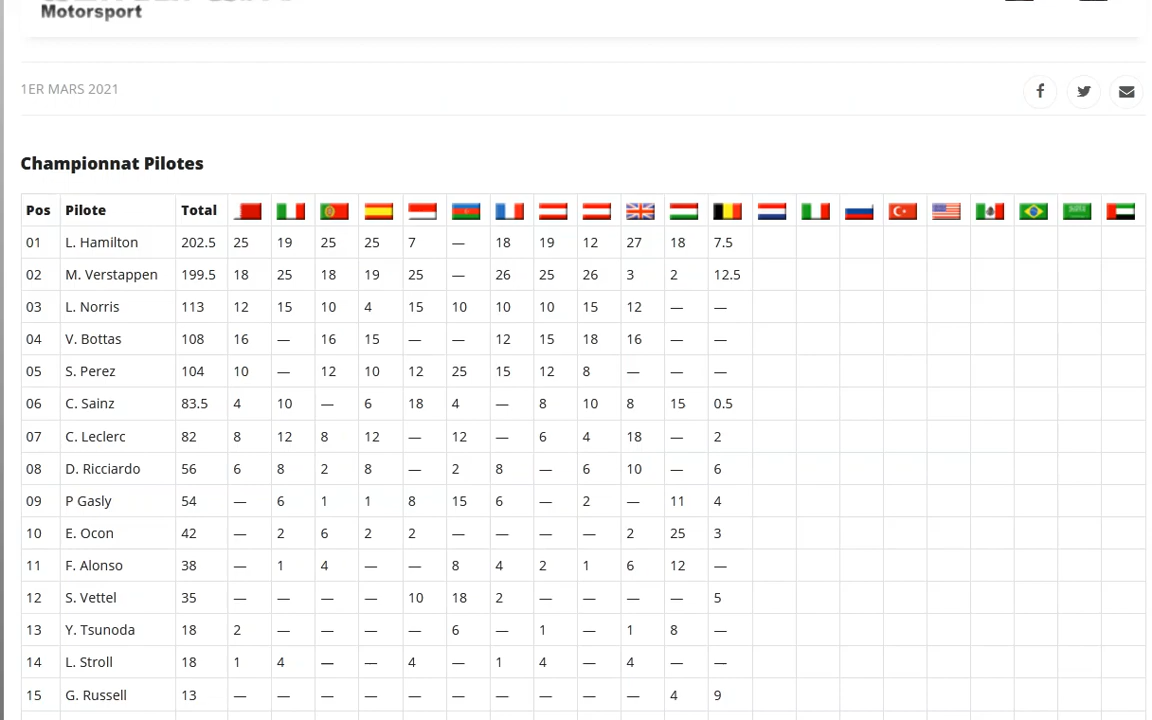 Motorsport
1ER MARS 2021
Championnat Pilotes
Pos Pilote Total
01 L. Hamilton 202.5 25 19 25 25 7 — 18 19 12 27 18 7.5
02 M. Verstappen 199.5 18 25 18 19 25 — 26 25 26 3 2 12.5
03 L. Norris 113 12 15 10 4 15 10 10 10 15 12 — —
04 V. Bottas 108 16 — 16 15 — — 12 15 18 16 — —
05 S. Perez 104 10 — 12 10 12 25 15 12 8 — — —
06 C. Sainz 83.5 4 10 — 6 18 4 — 8 10 8 15 0.5
07 C. Leclerc 82 8 12 8 12 — 12 — 6 4 18 — 2
08 D. Ricciardo 56 6 8 2 8 — 2 8 — 6 10 — 6
09 P Gasly 54 — 6 1 1 8 15 6 — 2 — 11 4
10 E. Ocon 42 — 2 6 2 2 — — — — 2 25 3
11 F. Alonso 38 — 1 4 — — 8 4 2 1 6 12 —
12 S. Vettel 35 — — — — 10 18 2 — — — — 5
13 Y. Tsunoda 18 2 — — — — 6 — 1 — 1 8 —
14 L. Stroll 18 1 4 — — 4 — 1 4 — 4 — —
15 G. Russell 13 — — — — — — — — — — 4 9